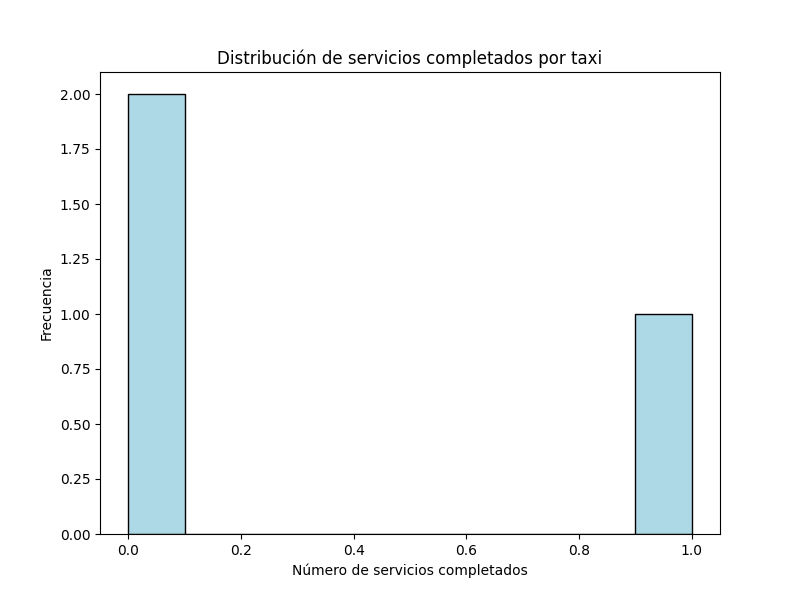 Distribución de servicios completados por taxi
2.00
1.75
1.50
1.25
1.00
0.75
0.50
0.25
0.00
Frecuencia
0.0 0.2 0.4 0.6 0.8 1.0
Número de servicios completados